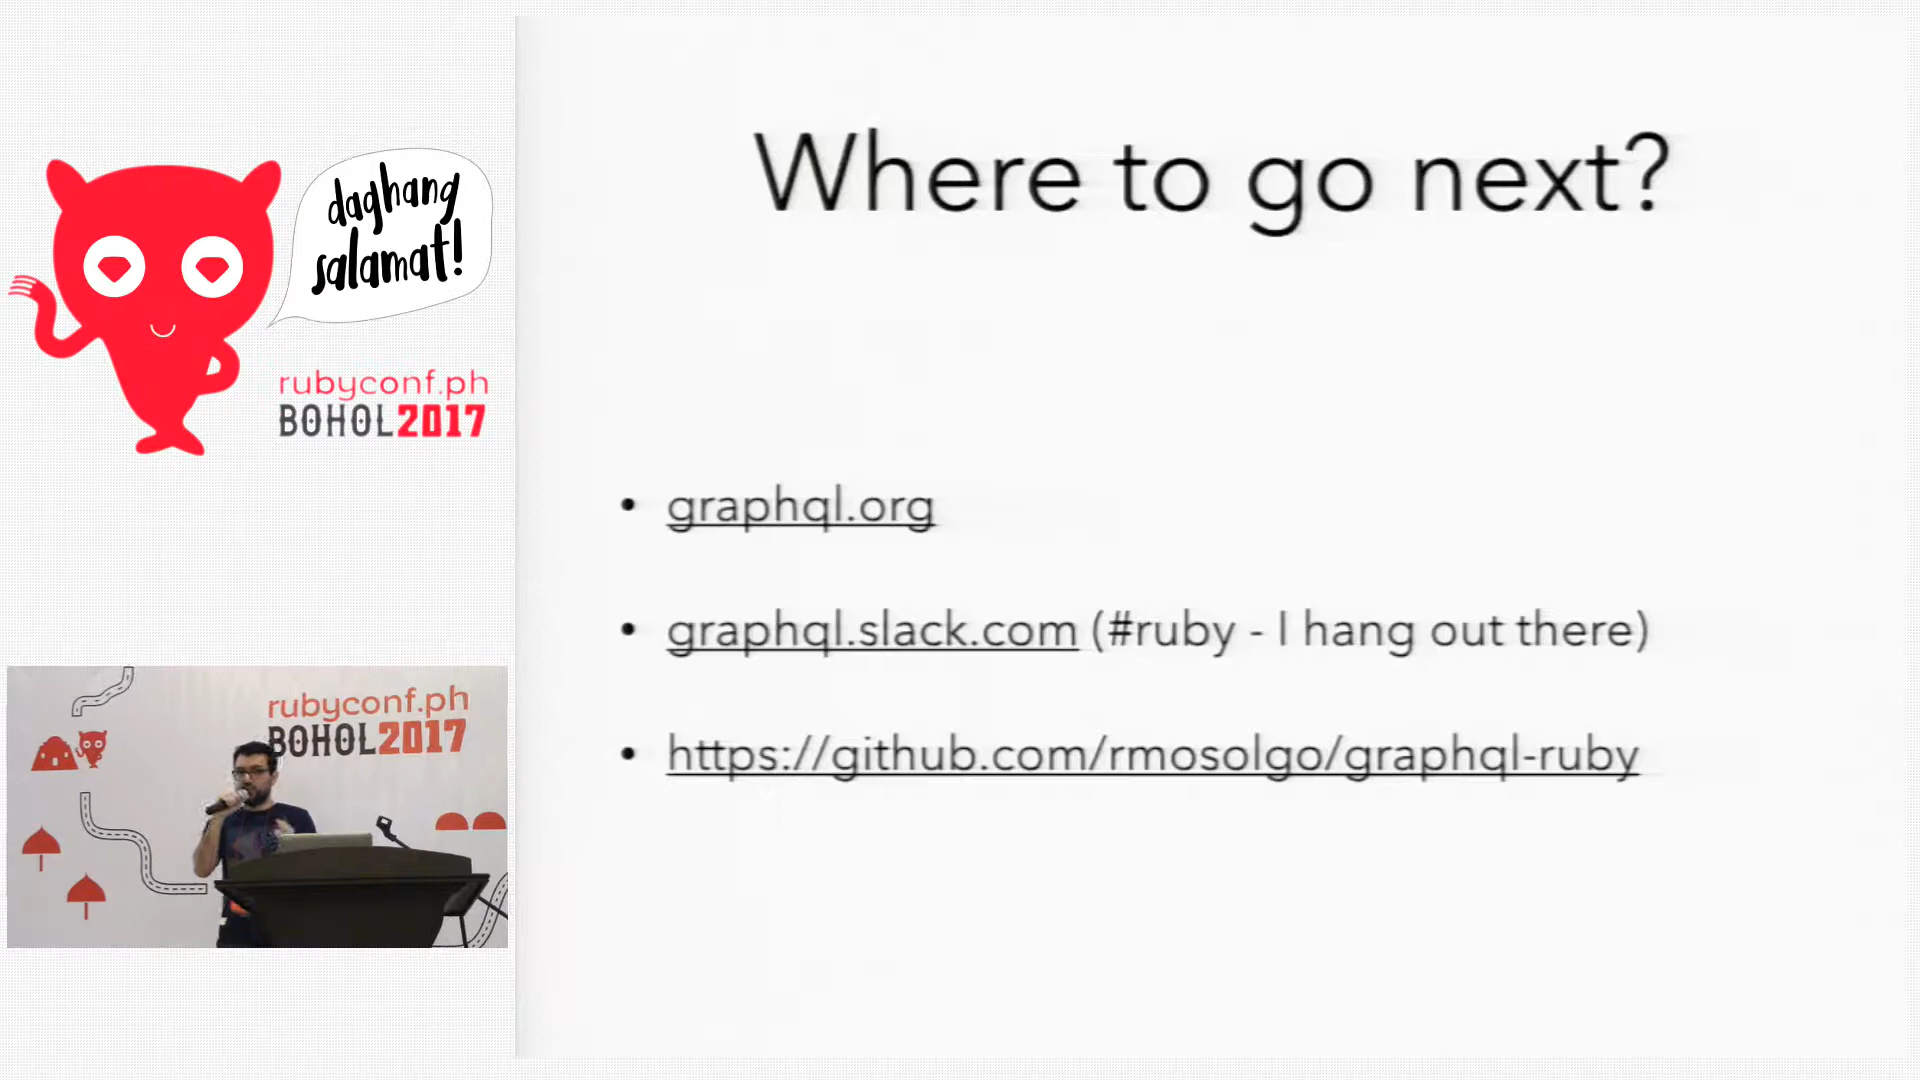 daghang
salamat!
rubyconf.ph
BOHOL2017
Where to go next?
• graphql.org
• graphql.slack.com (#ruby - I hang out there)
• https://github.com/rmosolgo/graphql-ruby
rubyconf.ph
BOHOL2017